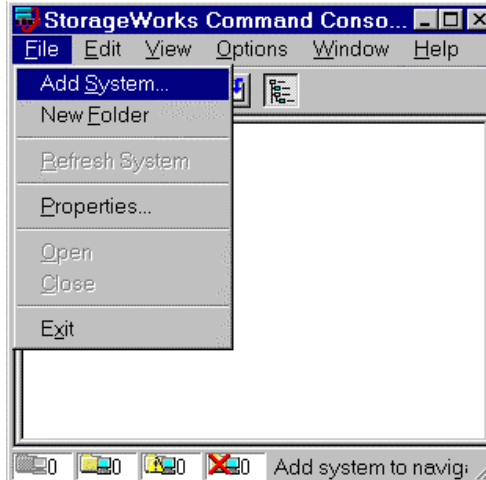 StorageWorks Command Conso...
File Edit View Options Window Help
Add System...
New Folder
Refresh System
Properties...
Open
Close
Exit
0 0 0 0 Add system to navig